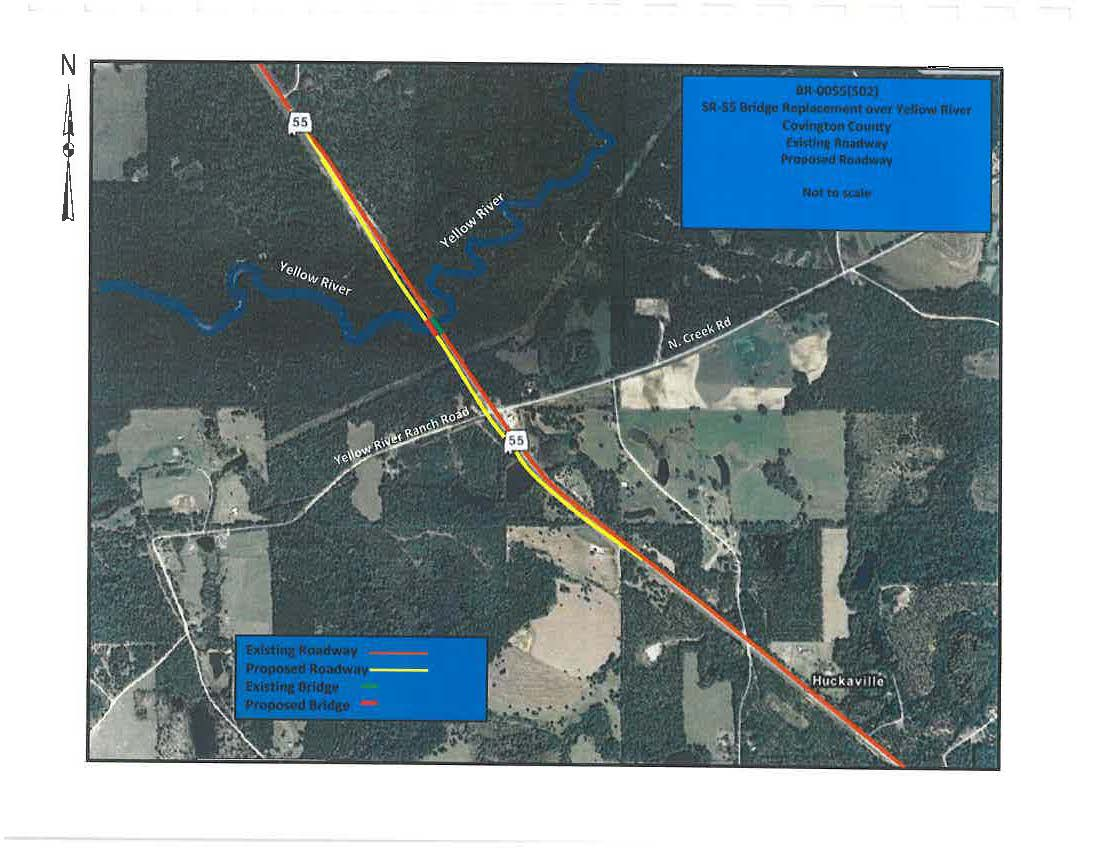 N
BR-0055(502)
SR-55 Bridge Replacement over Yellow River
Covington County
Existing Roadway
Proposed Roadway
Not to scale
55
Yellow River
Yellow River
N. Creek Rd
Yellow River Ranch Road
55
Existing Roadway
Proposed Roadway
Existing Bridge
Proposed Bridge
Huckaville